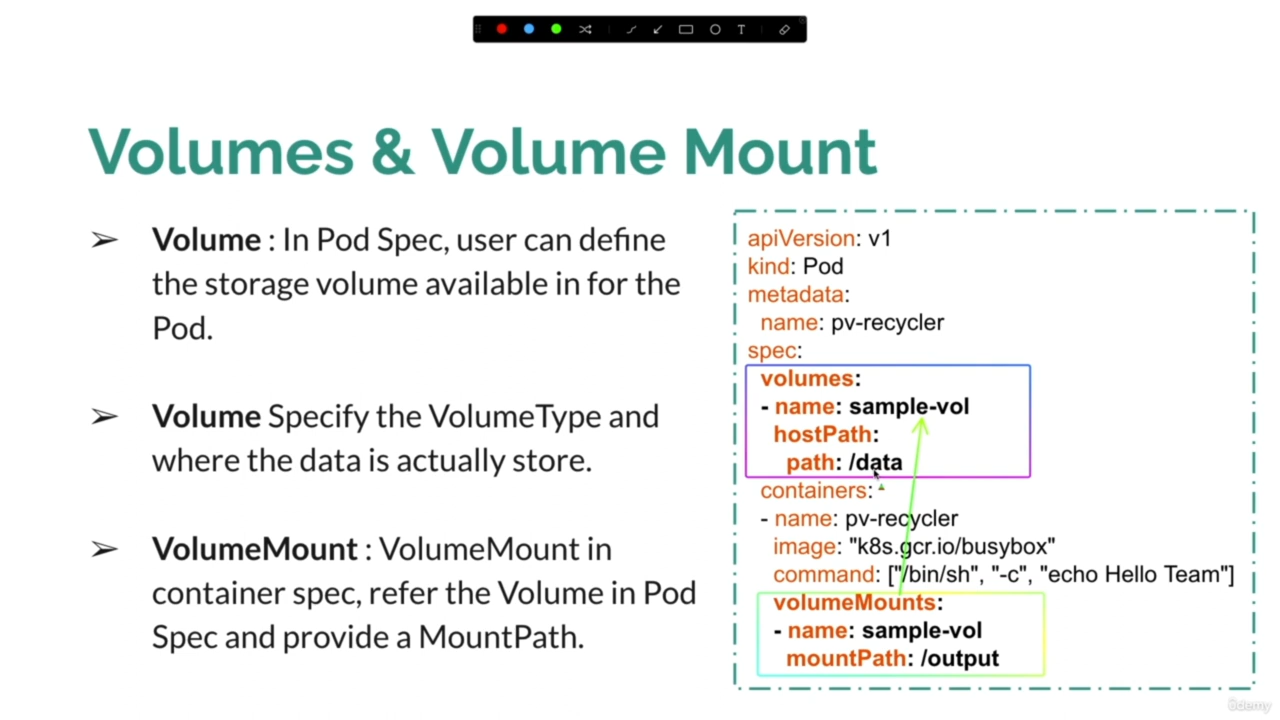 Volumes & Volume Mount
➢ Volume : In Pod Spec, user can define
the storage volume available in for the
Pod.
➢ Volume Specify the VolumeType and
where the data is actually store.
➢ VolumeMount : VolumeMount in
container spec, refer the Volume in Pod
Spec and provide a MountPath.
apiVersion: v1
kind: Pod
metadata:
  name: pv-recycler
spec:
  volumes:
  - name: sample-vol
    hostPath:
      path: /data
  containers:
  - name: pv-recycler
    image: "k8s.gcr.io/busybox"
    command: ["/bin/sh", "-c", "echo Hello Team"]
    volumeMounts:
    - name: sample-vol
      mountPath: /output
T
ûdemy